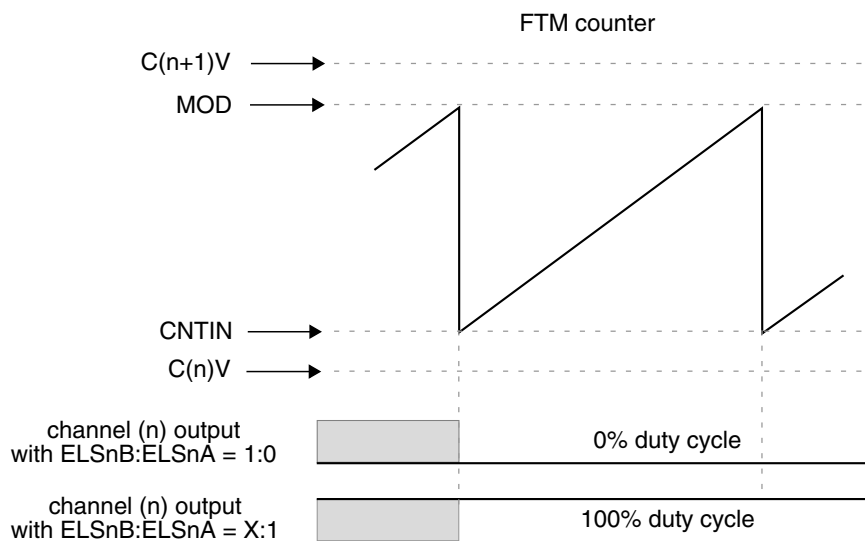 FTM counter
C(n+1)V
MOD
CNTIN
C(n)V
channel (n) output
with ELSnB:ELSnA = 1:0
0% duty cycle
channel (n) output
with ELSnB:ELSnA = X:1
100% duty cycle